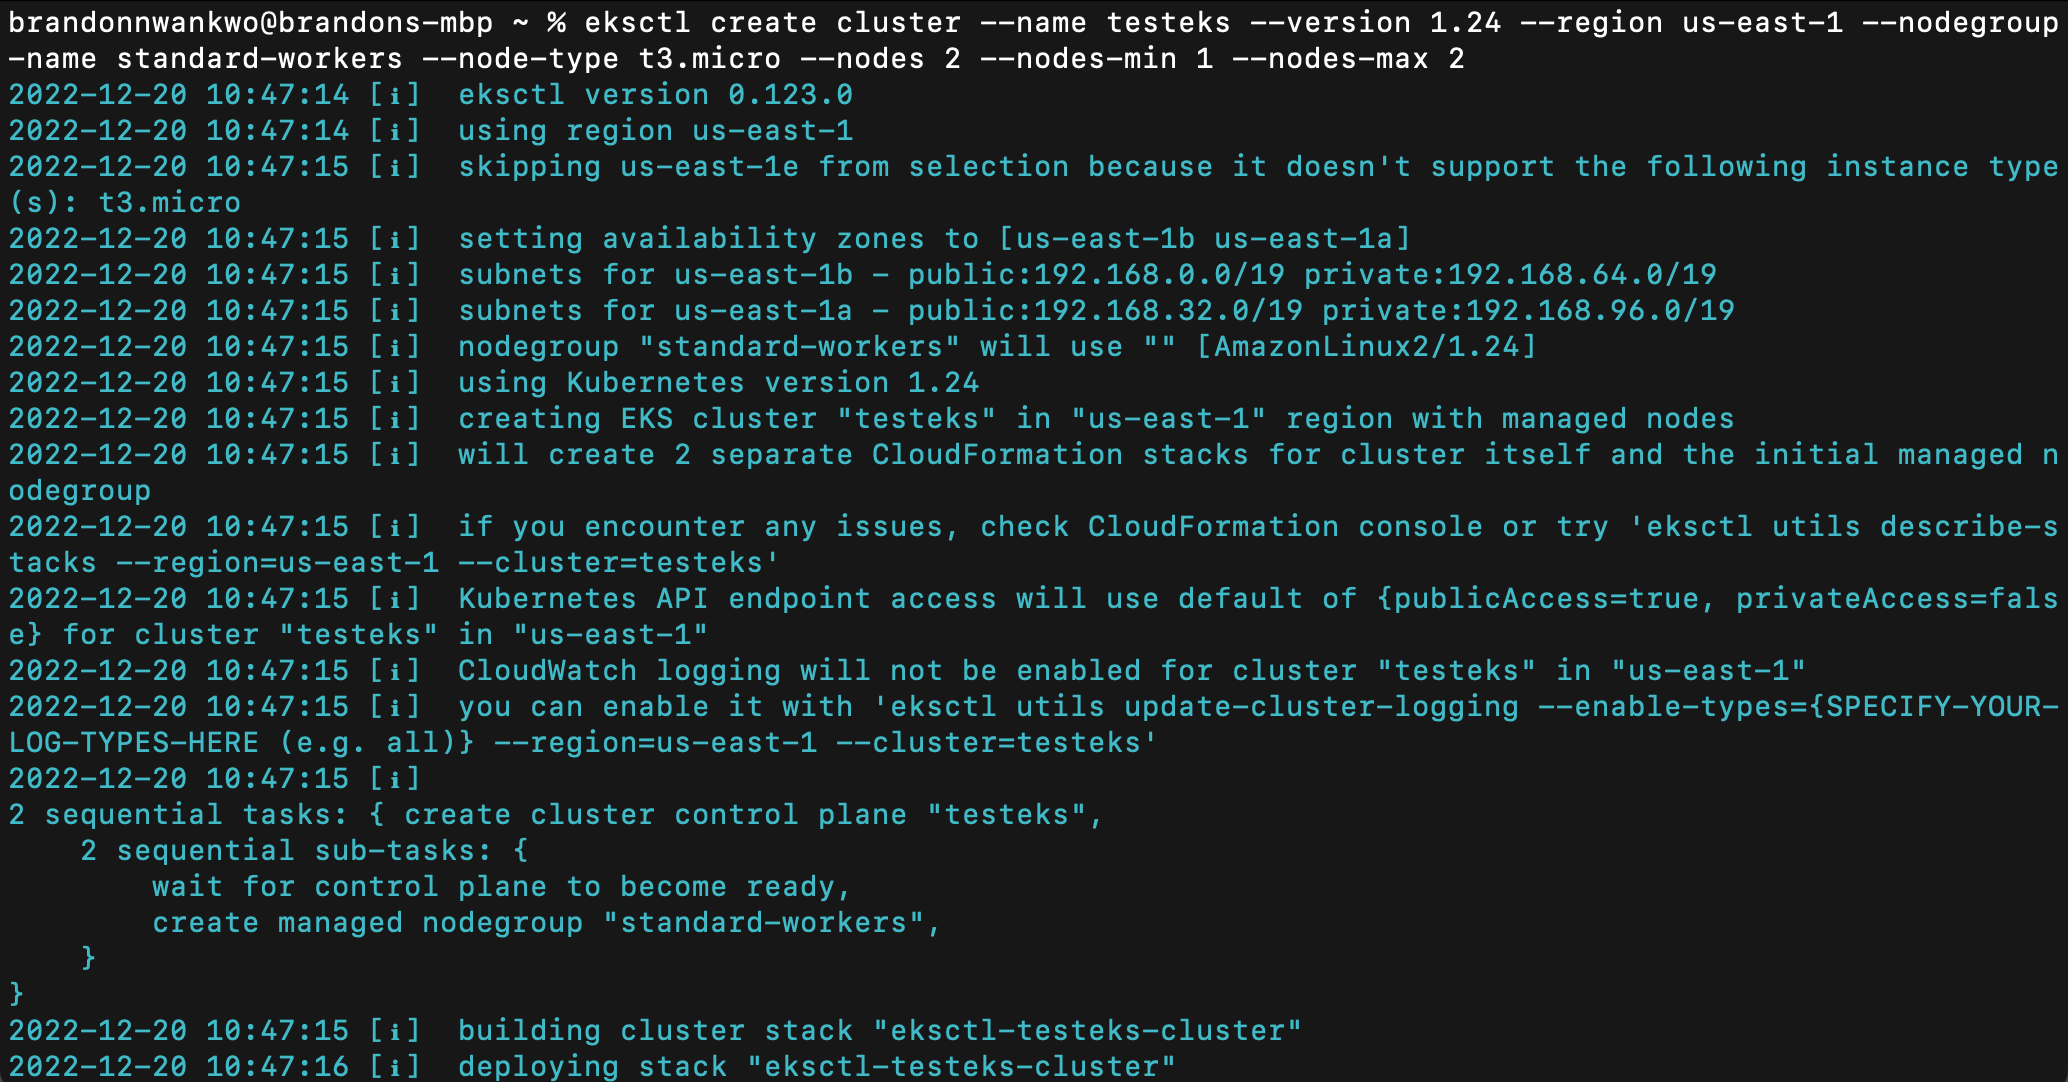 brandonnwankwo@brandons-mbp ~ % eksctl create cluster --name testeks --version 1.24 --region us-east-1 --nodegroup
-name standard-workers --node-type t3.micro --nodes 2 --nodes-min 1 --nodes-max 2
2022-12-20 10:47:14 [ℹ]  eksctl version 0.123.0
2022-12-20 10:47:14 [ℹ]  using region us-east-1
2022-12-20 10:47:15 [ℹ]  skipping us-east-1e from selection because it doesn't support the following instance type
(s): t3.micro
2022-12-20 10:47:15 [ℹ]  setting availability zones to [us-east-1b us-east-1a]
2022-12-20 10:47:15 [ℹ]  subnets for us-east-1b - public:192.168.0.0/19 private:192.168.64.0/19
2022-12-20 10:47:15 [ℹ]  subnets for us-east-1a - public:192.168.32.0/19 private:192.168.96.0/19
2022-12-20 10:47:15 [ℹ]  nodegroup "standard-workers" will use "" [AmazonLinux2/1.24]
2022-12-20 10:47:15 [ℹ]  using Kubernetes version 1.24
2022-12-20 10:47:15 [ℹ]  creating EKS cluster "testeks" in "us-east-1" region with managed nodes
2022-12-20 10:47:15 [ℹ]  will create 2 separate CloudFormation stacks for cluster itself and the initial managed n
odegroup
2022-12-20 10:47:15 [ℹ]  if you encounter any issues, check CloudFormation console or try 'eksctl utils describe-s
tacks --region=us-east-1 --cluster=testeks'
2022-12-20 10:47:15 [ℹ]  Kubernetes API endpoint access will use default of {publicAccess=true, privateAccess=fals
e} for cluster "testeks" in "us-east-1"
2022-12-20 10:47:15 [ℹ]  CloudWatch logging will not be enabled for cluster "testeks" in "us-east-1"
2022-12-20 10:47:15 [ℹ]  you can enable it with 'eksctl utils update-cluster-logging --enable-types={SPECIFY-YOUR-
LOG-TYPES-HERE (e.g. all)} --region=us-east-1 --cluster=testeks'
2022-12-20 10:47:15 [ℹ]
2 sequential tasks: { create cluster control plane "testeks",
    2 sequential sub-tasks: {
        wait for control plane to become ready,
        create managed nodegroup "standard-workers",
    }
}
2022-12-20 10:47:15 [ℹ]  building cluster stack "eksctl-testeks-cluster"
2022-12-20 10:47:16 [ℹ]  deploying stack "eksctl-testeks-cluster"